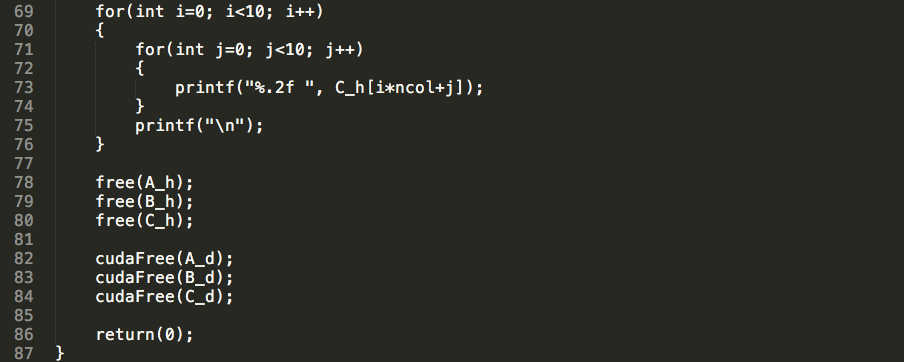 69 for(int i=0; i<10; i++)
70 {
71 for(int j=0; j<10; j++)
72 {
73 printf("%.2f ", C_h[i*ncol+j]);
74 }
75 printf("\n");
76 }
77
78 free(A_h);
79 free(B_h);
80 free(C_h);
81
82 cudaFree(A_d);
83 cudaFree(B_d);
84 cudaFree(C_d);
85
86 return(0);
87 }